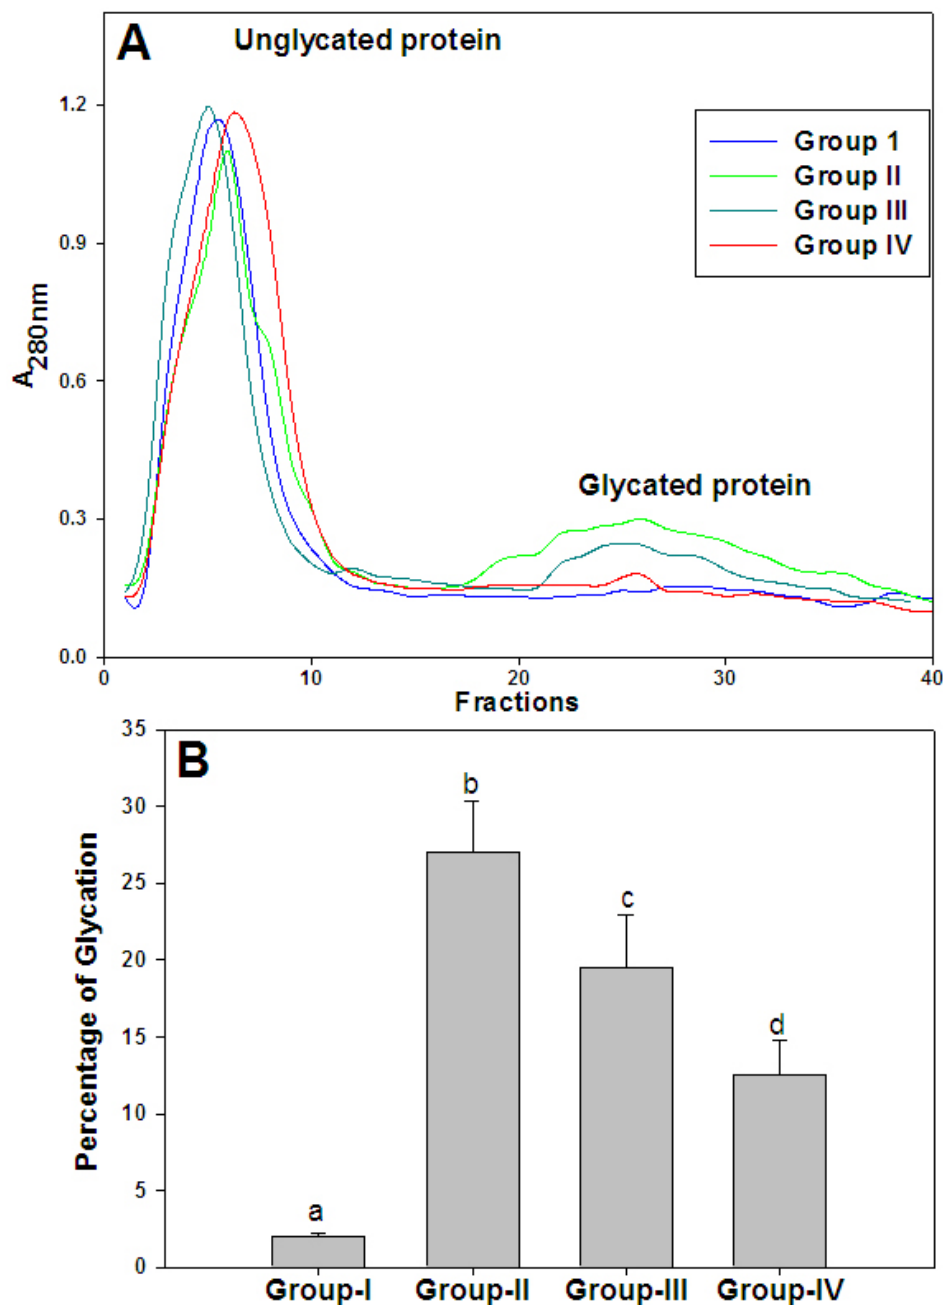 A
Unglycated protein
1.2
0.9
0.6
0.3
0.0
A280nm
Group 1
Group II
Group III
Group IV
Glycated protein
0
10
20
30
40
Fractions
B
35
30
25
20
15
10
5
0
Percentage of Glycation
a
b
c
d
Group-I
Group-II
Group-III
Group-IV